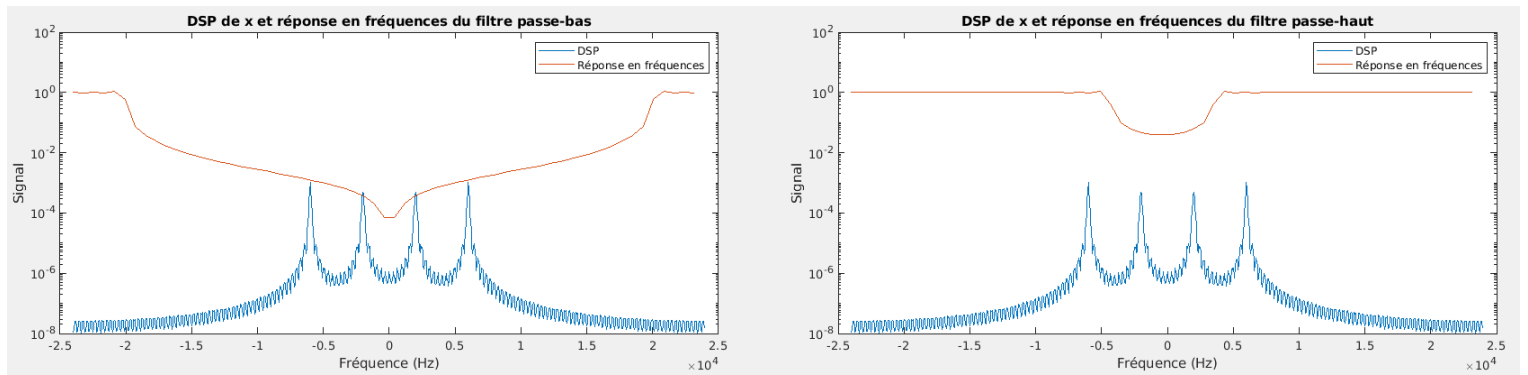 DSP de x et réponse en fréquences du filtre passe-bas
10^2
10^0
10^-2
10^-4
10^-6
10^-8
Signal
DSP
Réponse en fréquences
-2.5 -2 -1.5 -1 -0.5 0 0.5 1 1.5 2 2.5
Fréquence (Hz)
×10^4
DSP de x et réponse en fréquences du filtre passe-haut
10^2
10^0
10^-2
10^-4
10^-6
10^-8
Signal
DSP
Réponse en fréquences
-2.5 -2 -1.5 -1 -0.5 0 0.5 1 1.5 2 2.5
Fréquence (Hz)
×10^4